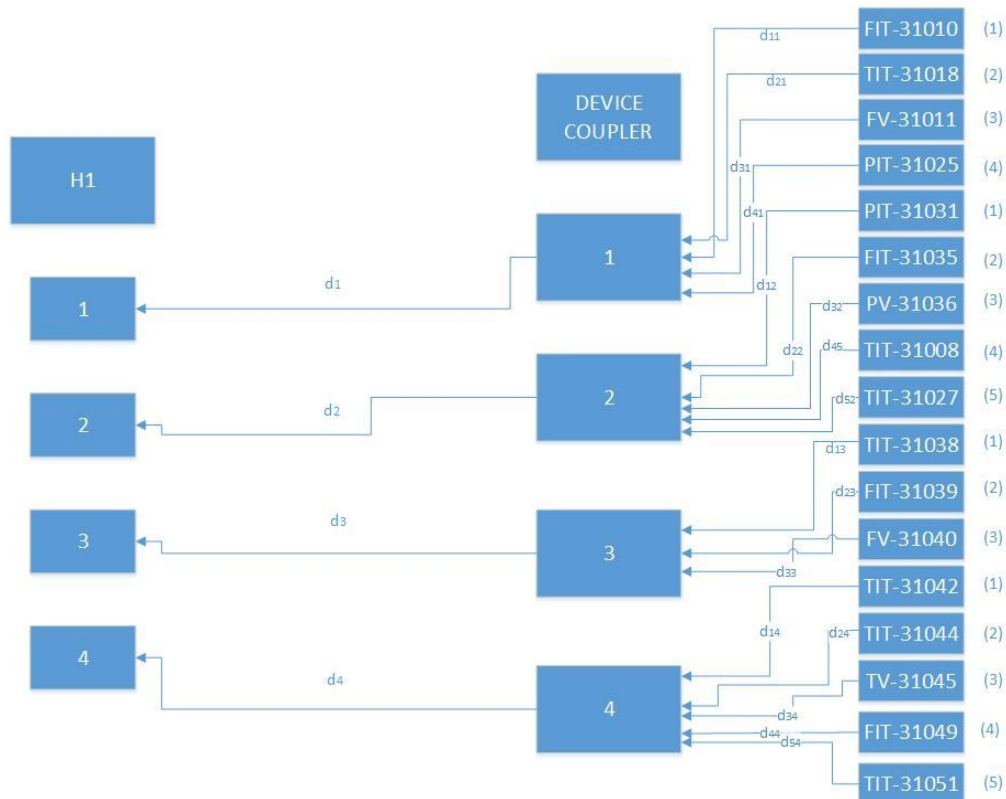 FIT-31010 (1)
d11
TIT-31018 (2)
d21
DEVICE
COUPLER
FV-31011 (3)
d31
PIT-31025 (4)
H1
d41
PIT-31031 (1)
1
FIT-31035 (2)
d1
d12
1
PV-31036 (3)
d32
d22
d45
TIT-31008 (4)
2
TIT-31027 (5)
d52
d2
2
TIT-31038 (1)
d13
FIT-31039 (2)
d23
d3
3
3
FV-31040 (3)
d33
TIT-31042 (1)
d14
d24
TIT-31044 (2)
4
d4
4
TV-31045 (3)
d34
d44
FIT-31049 (4)
d54
TIT-31051 (5)